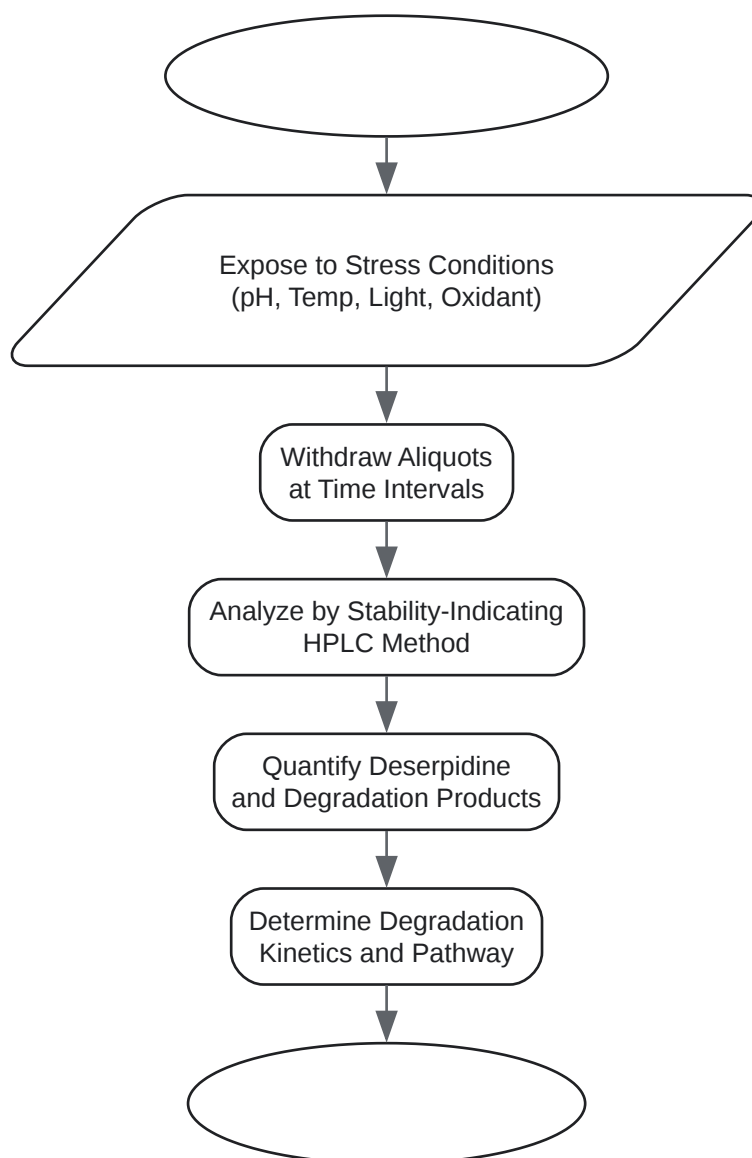 Expose to Stress Conditions
(pH, Temp, Light, Oxidant)
Withdraw Aliquots
at Time Intervals
Analyze by Stability-Indicating
HPLC Method
Quantify Deserpidine
and Degradation Products
Determine Degradation
Kinetics and Pathway